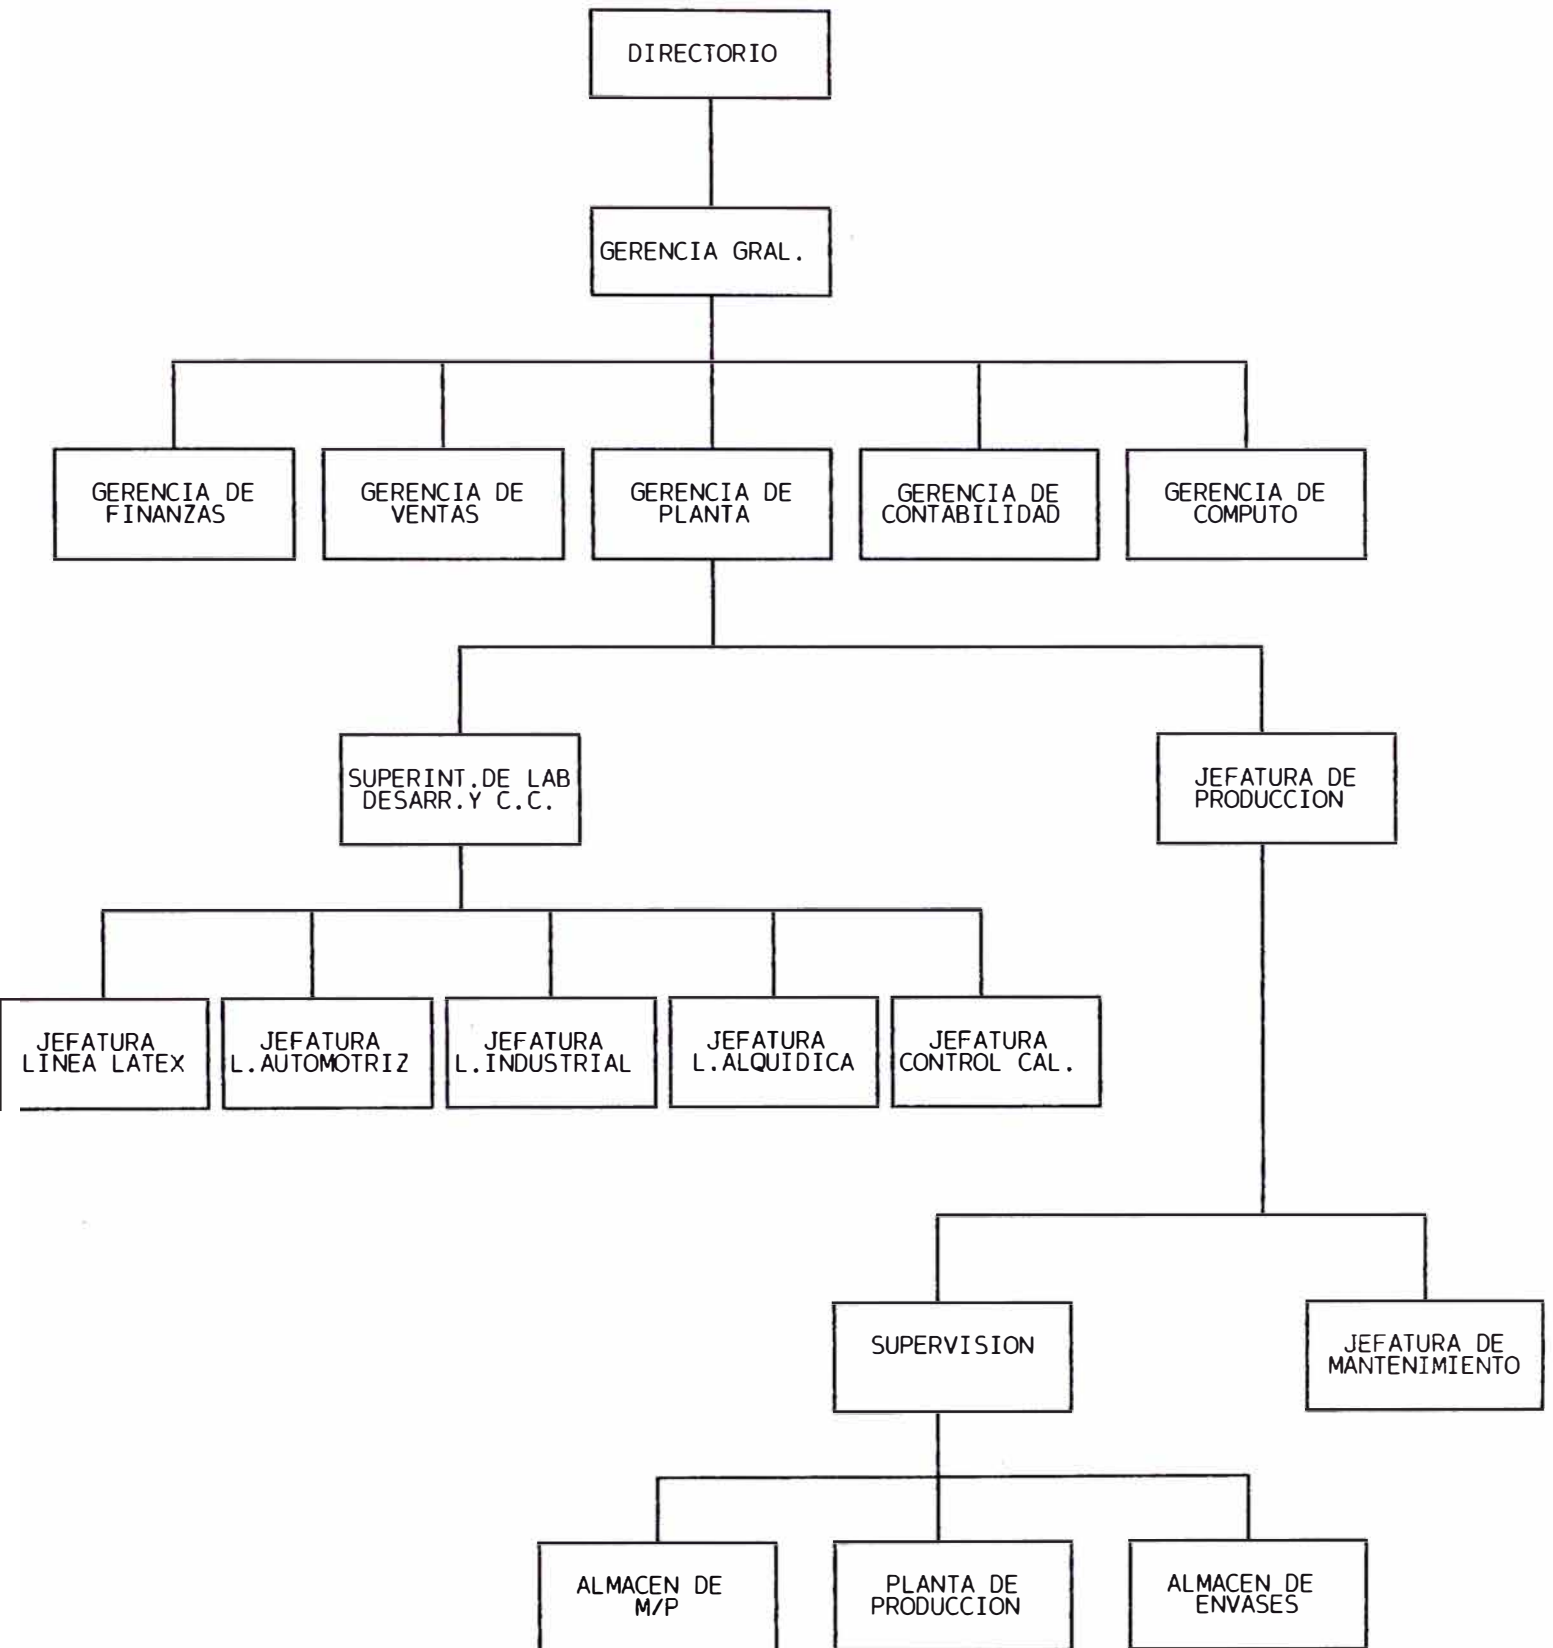 DIRECTORIO
GERENCIA GRAL.
GERENCIA DE
FINANZAS
GERENCIA DE
VENTAS
GERENCIA DE
PLANTA
GERENCIA DE
CONTABILIDAD
GERENCIA DE
COMPUTO
SUPERINT.DE LAB
DESARR.Y C.C.
JEFATURA DE
PRODUCCION
JEFATURA
LINEA LATEX
JEFATURA
L.AUTOMOTRIZ
JEFATURA
L.INDUSTRIAL
JEFATURA
L.ALQUIDICA
JEFATURA
CONTROL CAL.
SUPERVISION
JEFATURA DE
MANTENIMIENTO
ALMACEN DE
M/P
PLANTA DE
PRODUCCION
ALMACEN DE
ENVASES